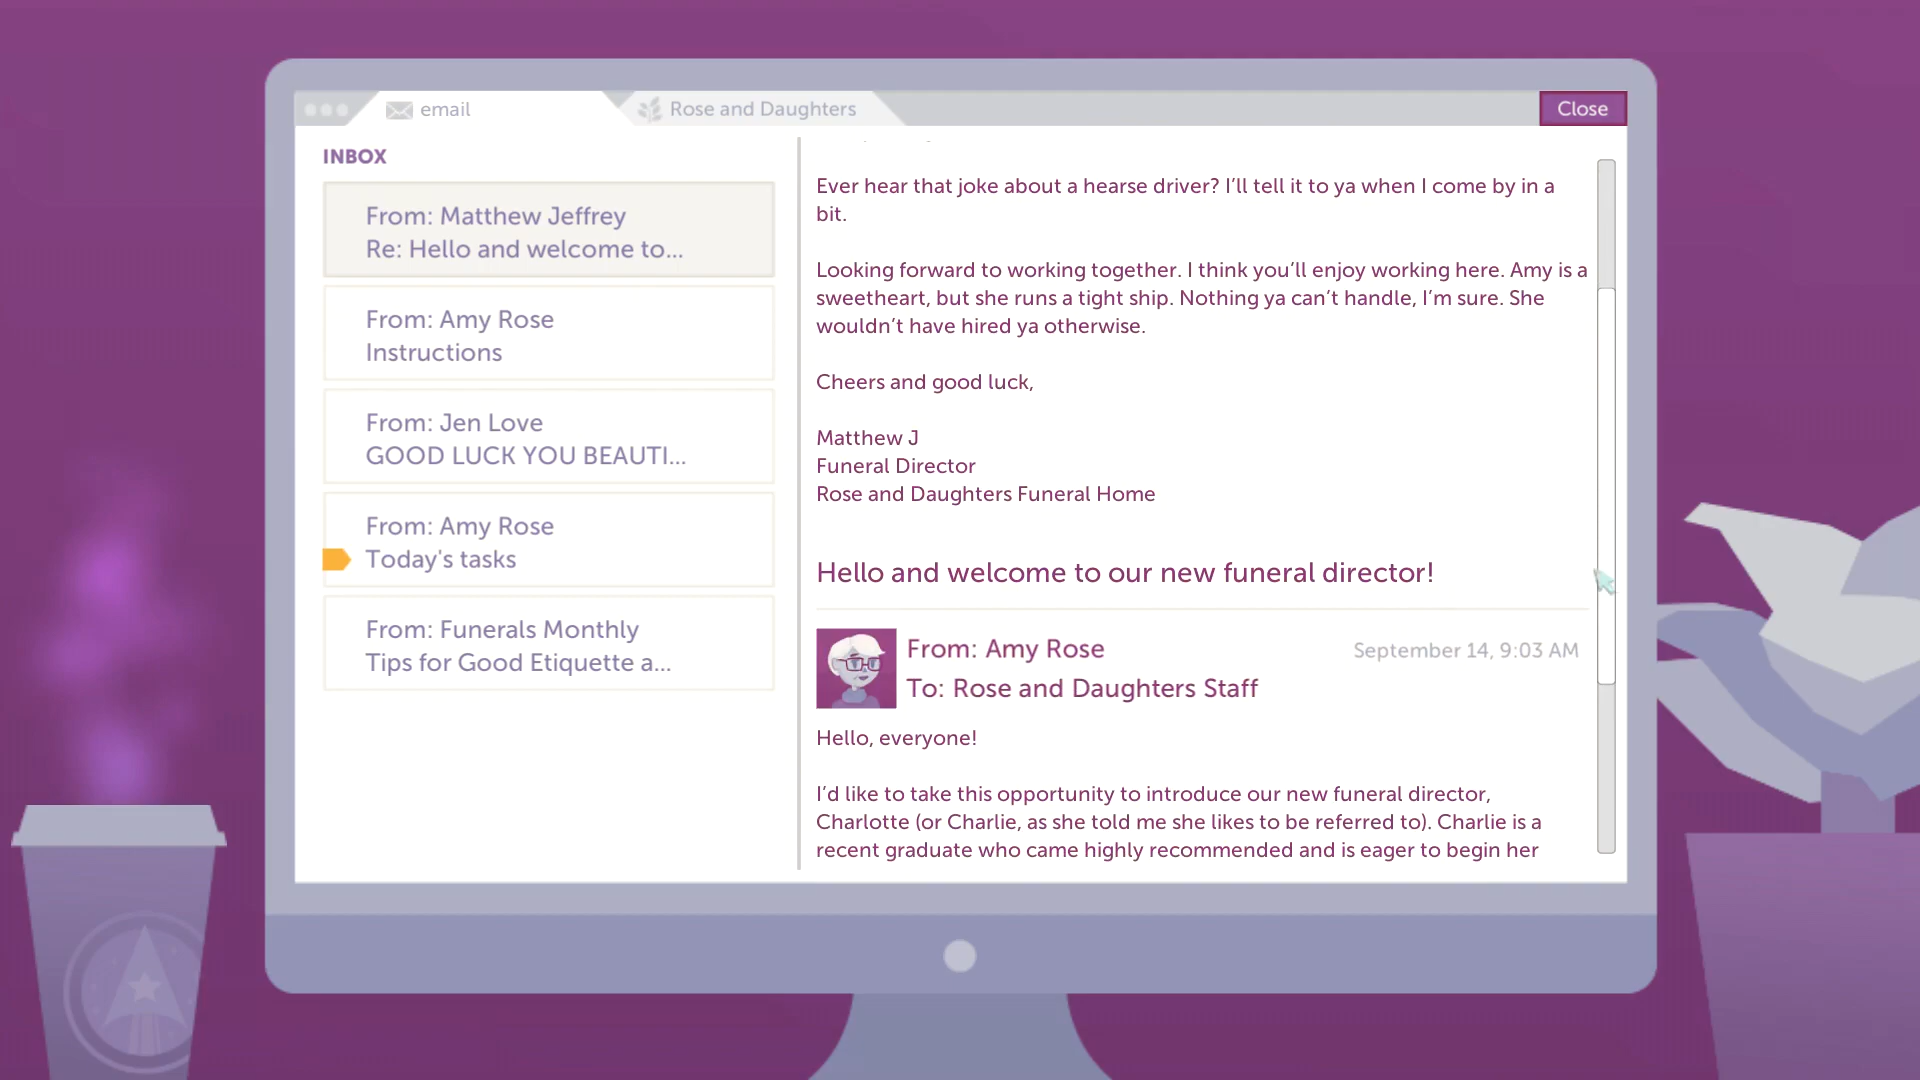 email
Rose and Daughters
Close
INBOX
From: Matthew Jeffrey
Re: Hello and welcome to...
From: Amy Rose
Instructions
From: Jen Love
GOOD LUCK YOU BEAUTI...
From: Amy Rose
Today's tasks
From: Funerals Monthly
Tips for Good Etiquette a...
Ever hear that joke about a hearse driver? I'll tell it to ya when I come by in a
bit.
Looking forward to working together. I think you'll enjoy working here. Amy is a
sweetheart, but she runs a tight ship. Nothing ya can't handle, I'm sure. She
wouldn't have hired ya otherwise.
Cheers and good luck,
Matthew J
Funeral Director
Rose and Daughters Funeral Home
Hello and welcome to our new funeral director!
From: Amy Rose
September 14, 9:03 AM
To: Rose and Daughters Staff
Hello, everyone!
I'd like to take this opportunity to introduce our new funeral director,
Charlotte (or Charlie, as she told me she likes to be referred to). Charlie is a
recent graduate who came highly recommended and is eager to begin her